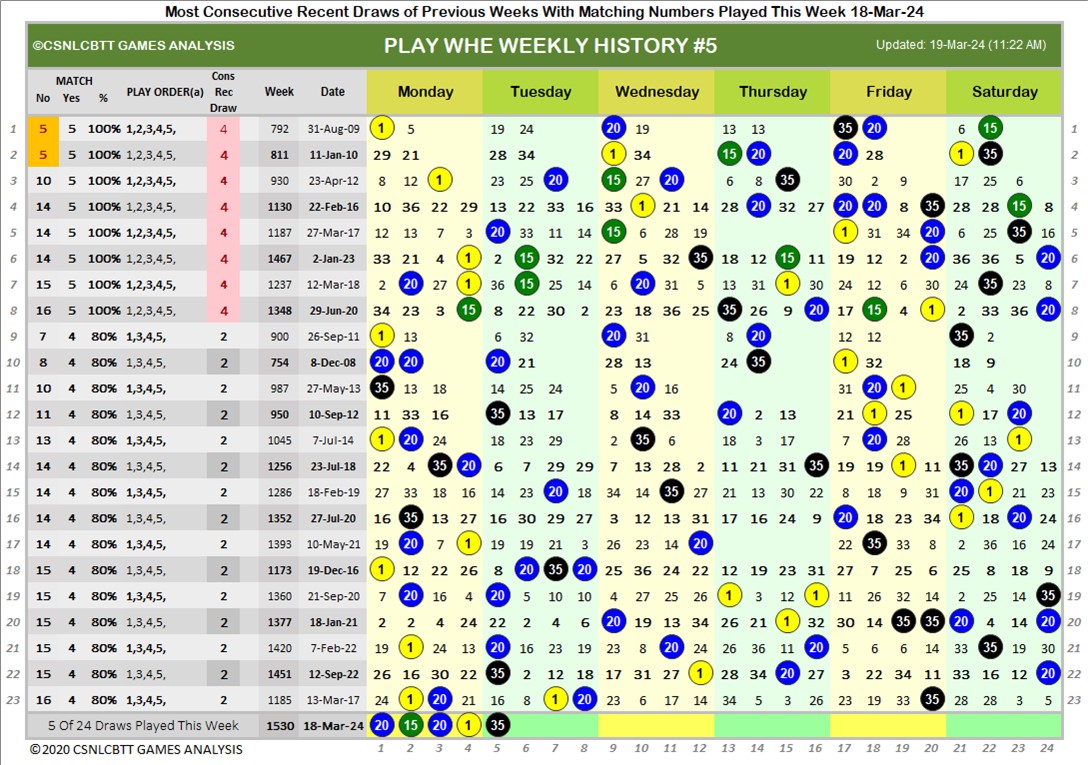 Most Consecutive Recent Draws of Previous Weeks With Matching Numbers Played This Week 18-Mar-24
©CSNLCBTT GAMES ANALYSIS PLAY WHE WEEKLY HISTORY #5 Updated: 19-Mar-24 (11:22 AM)
No MATCH Yes % PLAY ORDER(a) Cons Rec Draw Week Date Monday Tuesday Wednesday Thursday Friday Saturday
1 5 5 100% 1,2,3,4,5, 4 792 31-Aug-09 1 5 19 24 20 19 13 13 35 20 6 15 1
2 5 5 100% 1,2,3,4,5, 4 811 11-Jan-10 29 21 28 34 1 34 15 20 20 28 1 35 2
3 10 5 100% 1,2,3,4,5, 4 930 23-Apr-12 8 12 1 23 25 20 15 27 20 6 8 35 30 2 9 17 25 6 3
4 14 5 100% 1,2,3,4,5, 4 1130 2-Feb-16 10 36 22 29 13 22 33 16 33 1 21 14 28 20 32 27 20 20 8 35 28 28 15 8 4
5 14 5 100% 1,2,3,4,5, 4 1187 27-Mar-17 12 13 7 3 20 33 11 14 15 6 28 19 1 31 34 20 6 25 35 16 5
6 14 5 100% 1,2,3,4,5, 4 1467 2-Jan-23 33 21 4 1 2 15 32 22 27 5 32 35 18 12 15 11 19 12 2 20 36 36 5 20 6
7 15 5 100% 1,2,3,4,5, 4 1237 12-Mar-18 2 20 27 1 36 15 25 14 6 20 31 5 13 31 1 30 24 12 6 30 24 35 23 8 7
8 16 5 100% 1,2,3,4,5, 4 1348 29-Jun-20 34 23 3 15 8 22 30 2 23 18 36 25 35 26 9 20 17 15 4 1 2 33 36 20 8
9 7 4 80% 1,3,4,5, 2 900 26-Sep-11 1 13 6 32 20 31 8 20 12 12 35 2 9
10 8 4 80% 1,3,4,5, 2 754 8-Dec-08 20 20 20 21 28 13 24 35 1 32 18 9 10
11 10 4 80% 1,3,4,5, 2 987 27-May-13 35 13 18 14 25 24 5 20 16 31 20 1 25 4 30 11
12 11 4 80% 1,3,4,5, 2 950 10-Sep-12 11 33 16 35 13 17 8 14 33 20 2 13 21 1 25 1 17 20 12
13 13 4 80% 1,3,4,5, 2 1045 7-Jul-14 1 20 24 18 23 29 2 35 6 18 3 17 7 20 28 26 13 1 13
14 14 4 80% 1,3,4,5, 2 1256 23-Jul-18 22 4 35 20 6 7 29 29 7 13 28 2 11 21 31 35 19 19 1 11 35 20 27 13 14
15 14 4 80% 1,3,4,5, 2 1286 18-Feb-19 27 33 18 16 14 23 20 18 34 14 35 27 21 13 30 22 8 18 9 31 20 1 21 23 15
16 14 4 80% 1,3,4,5, 2 1352 27-Jul-20 16 35 13 27 16 30 29 27 3 12 13 31 17 16 24 9 20 18 23 34 1 18 20 24 16
17 14 4 80% 1,3,4,5, 2 1393 10-May-21 19 20 7 1 19 19 21 3 26 23 14 20 22 35 33 8 2 36 16 24 17
18 15 4 80% 1,3,4,5, 2 1173 19-Dec-16 1 12 22 26 8 20 35 20 25 36 24 22 12 19 23 31 27 7 25 6 25 8 18 9 18
19 15 4 80% 1,3,4,5, 2 1360 21-Sep-20 7 20 16 4 20 5 10 10 4 27 25 26 1 3 12 1 11 26 32 14 2 25 14 35 19
20 15 4 80% 1,3,4,5, 2 1377 18-Jan-21 2 2 4 24 22 2 4 6 20 19 13 34 26 21 1 32 30 14 35 35 20 4 14 20 20
21 15 4 80% 1,3,4,5, 2 1420 7-Feb-22 19 1 24 13 20 16 23 19 23 8 20 24 26 36 11 20 5 6 6 14 33 35 19 30 21
22 15 4 80% 1,3,4,5, 2 1451 12-Sep-22 26 16 30 22 35 2 12 18 17 31 27 1 28 34 20 27 3 22 34 11 33 16 12 20 22
23 16 4 80% 1,3,4,5, 2 1185 13-Mar-17 24 1 20 21 16 8 1 20 23 6 17 14 34 5 3 26 23 19 33 35 28 28 3 5 23
5 Of 24 Draws Played This Week 1530 18-Mar-24 20 15 20 1 35
© 2020 CSNLCBTT GAMES ANALYSIS 1 2 3 4 5 6 7 8 9 10 11 12 13 14 15 16 17 18 19 20 21 22 23 24